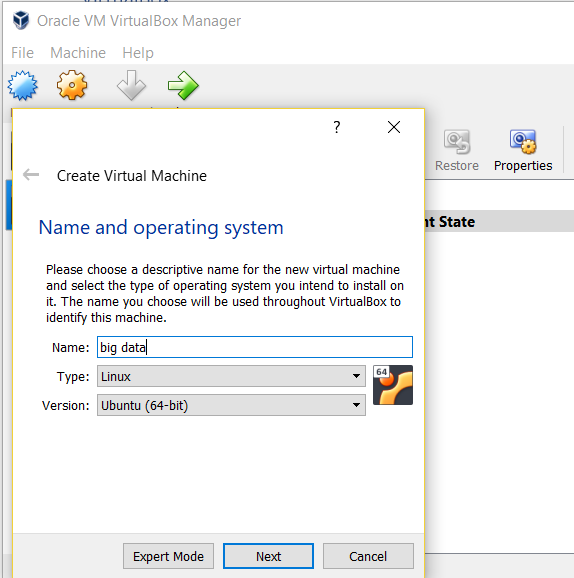 Oracle VM VirtualBox Manager
File Machine Help
Restore Properties
Create Virtual Machine
nt State
Name and operating system
Please choose a descriptive name for the new virtual machine
and select the type of operating system you intend to install on
it. The name you choose will be used throughout VirtualBox to
identify this machine.
Name: big data
Type: Linux
64
Version: Ubuntu (64-bit)
Expert Mode Next Cancel